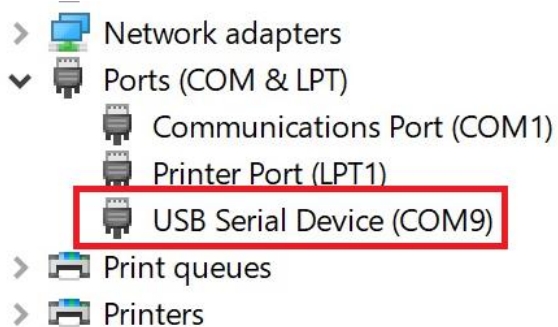 Network adapters
Ports (COM & LPT)
Communications Port (COM1)
Printer Port (LPT1)
USB Serial Device (COM9)
Print queues
Printers